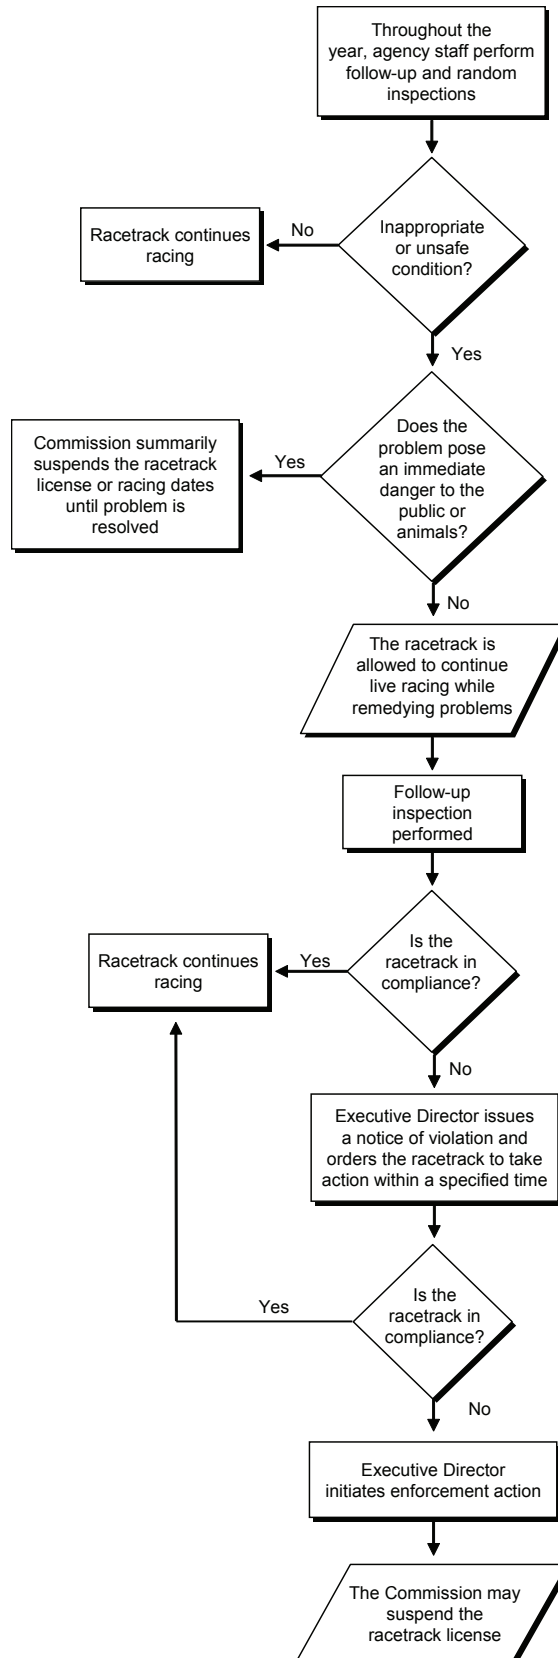 Throughout the
year, agency staff perform
follow-up and random
inspections
Inappropriate
or unsafe
condition?
No
Racetrack continues
racing
Yes
Does the
problem pose
an immediate
danger to the
public or
animals?
Yes
Commission summarily
suspends the racetrack
license or racing dates
until problem is
resolved
No
The racetrack is
allowed to continue
live racing while
remedying problems
Follow-up
inspection
performed
Is the
racetrack in
compliance?
Yes
Racetrack continues
racing
No
Executive Director issues
a notice of violation and
orders the racetrack to take
action within a specified time
Is the
racetrack in
compliance?
Yes
No
Executive Director
initiates enforcement action
The Commission may
suspend the
racetrack license